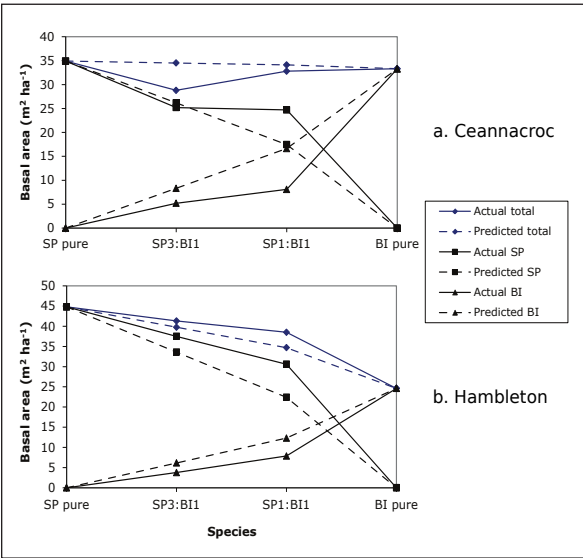 40
35
30
25
20
15
10
5
0
Basal area (m² ha⁻¹)
SP pure
SP3:BI1
SP1:BI1
BI pure
a. Ceannacroc
Actual total
Predicted total
Actual SP
Predicted SP
Actual BI
Predicted BI
50
45
40
35
30
25
20
15
10
5
0
Basal area (m² ha⁻¹)
SP pure
SP3:BI1
SP1:BI1
BI pure
Species
b. Hambleton